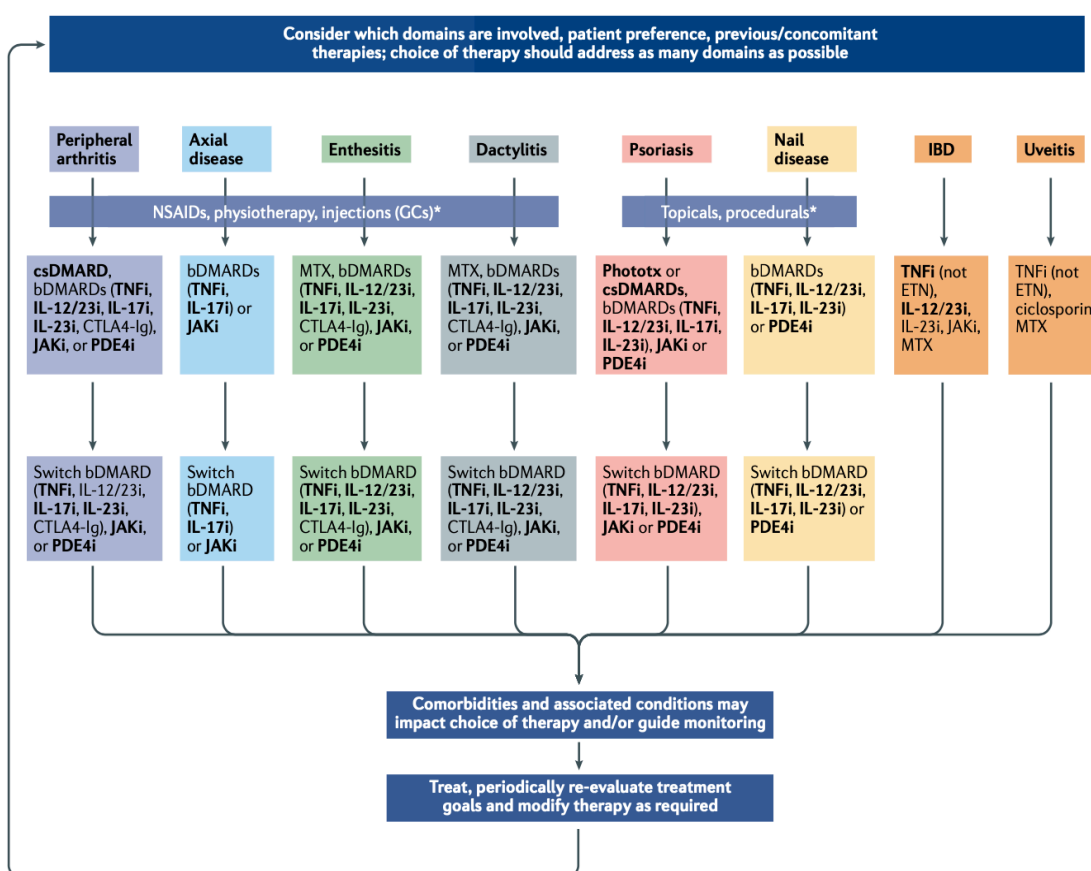 Consider which domains are involved, patient preference, previous/concomitant
therapies; choice of therapy should address as many domains as possible
Peripheral
arthritis
Axial
disease
Enthesitis
Dactylitis
Psoriasis
Nail
disease
IBD
Uveitis
NSAIDs, physiotherapy, injections (GCs)*
Topicals, procedurals*
csDMARD,
bDMARDs (TNFi,
IL-12/23i, IL-17i,
IL-23i, CTLA4-Ig),
JAKi, or PDE4i
bDMARDs
(TNFi,
IL-17i) or
JAKi
MTX, bDMARDs
(TNFi, IL-12/23i,
IL-17i, IL-23i,
CTLA4-Ig), JAKi,
or PDE4i
MTX, bDMARDs
(TNFi, IL-12/23i,
IL-17i, IL-23i,
CTLA4-Ig), JAKi,
or PDE4i
Phototx or
csDMARDs,
bDMARDs (TNFi,
IL-12/23i, IL-17i,
IL-23i), JAKi or
PDE4i
bDMARDs
(TNFi, IL-12/23i,
IL-17i, IL-23i)
or PDE4i
TNFi (not
ETN),
IL-12/23i,
IL-23i, JAKi,
MTX
TNFi (not
ETN),
ciclosporin,
MTX
Switch bDMARD
(TNFi, IL-12/23i,
IL-17i, IL-23i,
CTLA4-Ig), JAKi,
or PDE4i
Switch
bDMARD
(TNFi,
IL-17i)
or JAKi
Switch bDMARD
(TNFi, IL-12/23i,
IL-17i, IL-23i,
CTLA4-Ig), JAKi,
or PDE4i
Switch bDMARD
(TNFi, IL-12/23i,
IL-17i, IL-23i,
CTLA4-Ig), JAKi,
or PDE4i
Switch bDMARD
(TNFi, IL-12/23i,
IL-17i, IL-23i),
JAKi or PDE4i
Switch bDMARD
(TNFi, IL-12/23i,
IL-17i, IL-23i) or
PDE4i
Comorbidities and associated conditions may
impact choice of therapy and/or guide monitoring
Treat, periodically re-evaluate treatment
goals and modify therapy as required